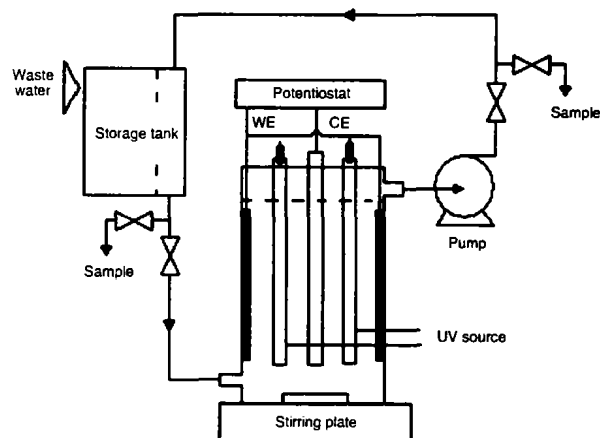 Waste
water
Storage tank
Potentiostat
WE
CE
Sample
Pump
Sample
UV source
Stirring plate